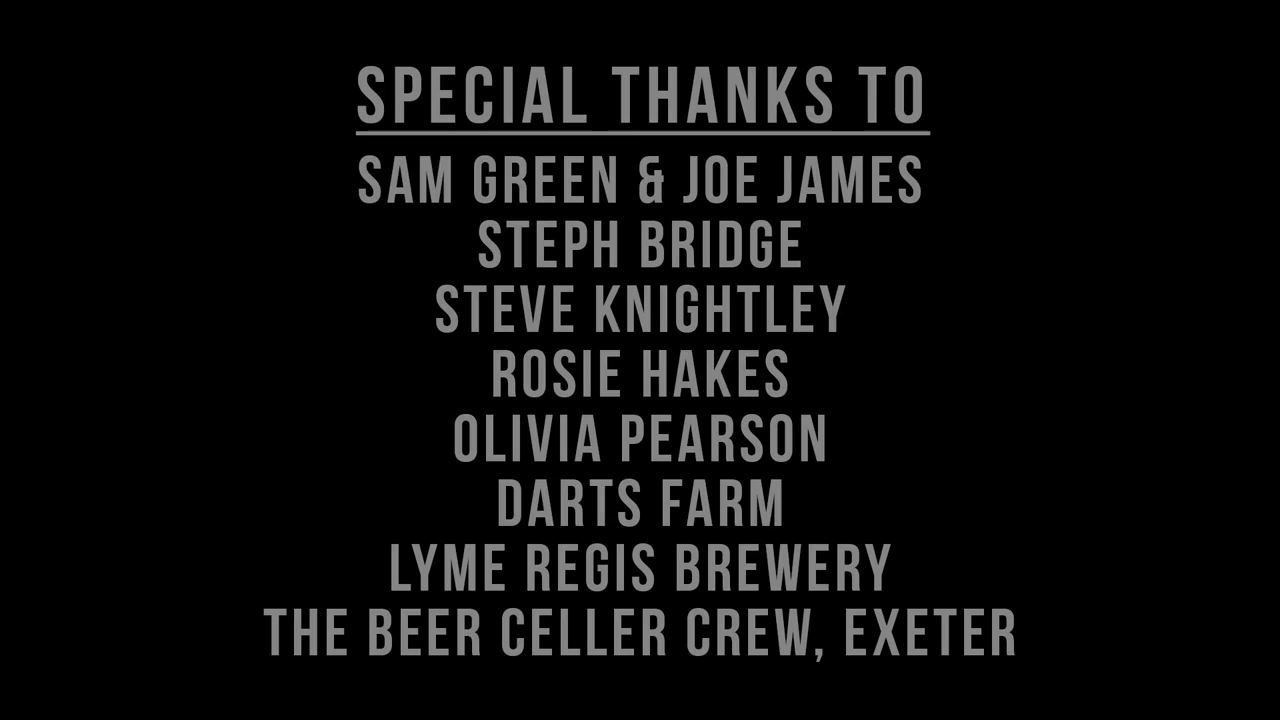 SPECIAL THANKS TO
SAM GREEN & JOE JAMES
STEPH BRIDGE
STEVE KNIGHTLEY
ROSIE HAKES
OLIVIA PEARSON
DARTS FARM
LYME REGIS BREWERY
THE BEER CELLER CREW, EXETER